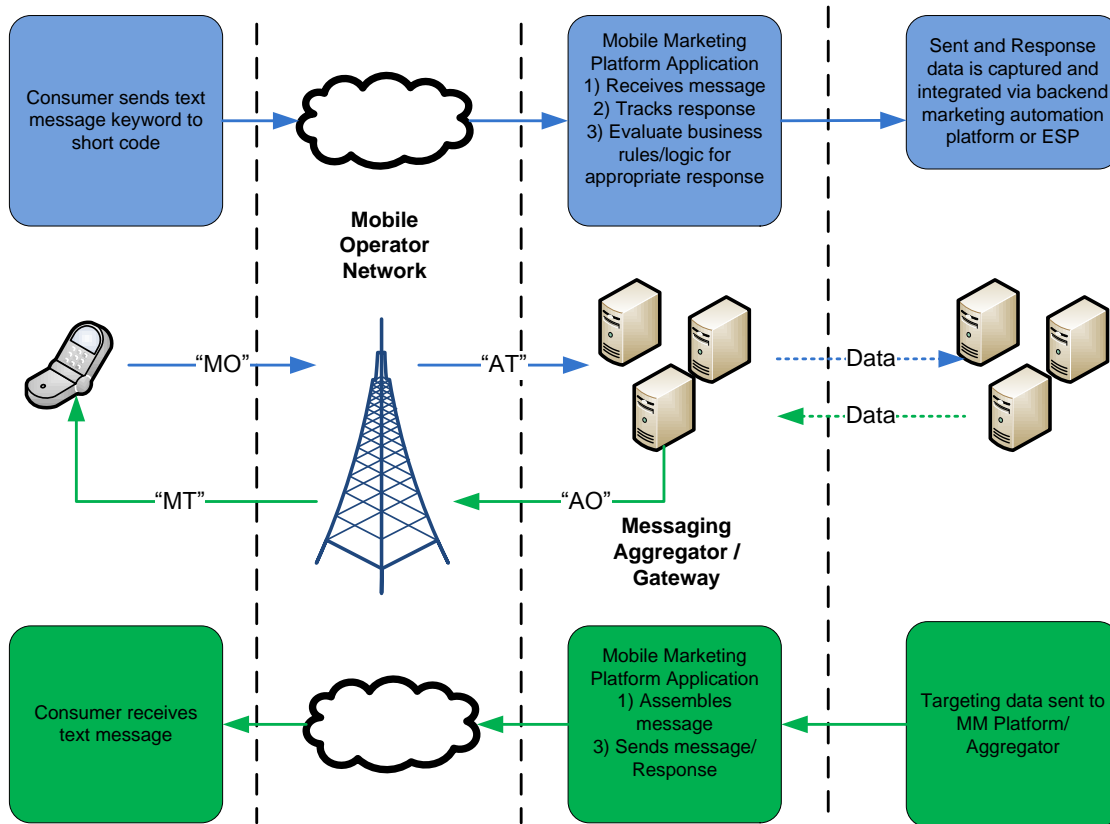 Consumer sends text
message keyword to
short code
Mobile Marketing
Platform Application
1) Receives message
2) Tracks response
3) Evaluate business
rules/logic for
appropriate response
Sent and Response
data is captured and
integrated via backend
marketing automation
platform or ESP
Mobile
Operator
Network
“MO”
“AT”
Data
Data
“MT”
“AO”
Messaging
Aggregator /
Gateway
Consumer receives
text message
Mobile Marketing
Platform Application
1) Assembles
message
3) Sends message/
Response
Targeting data sent to
MM Platform/
Aggregator